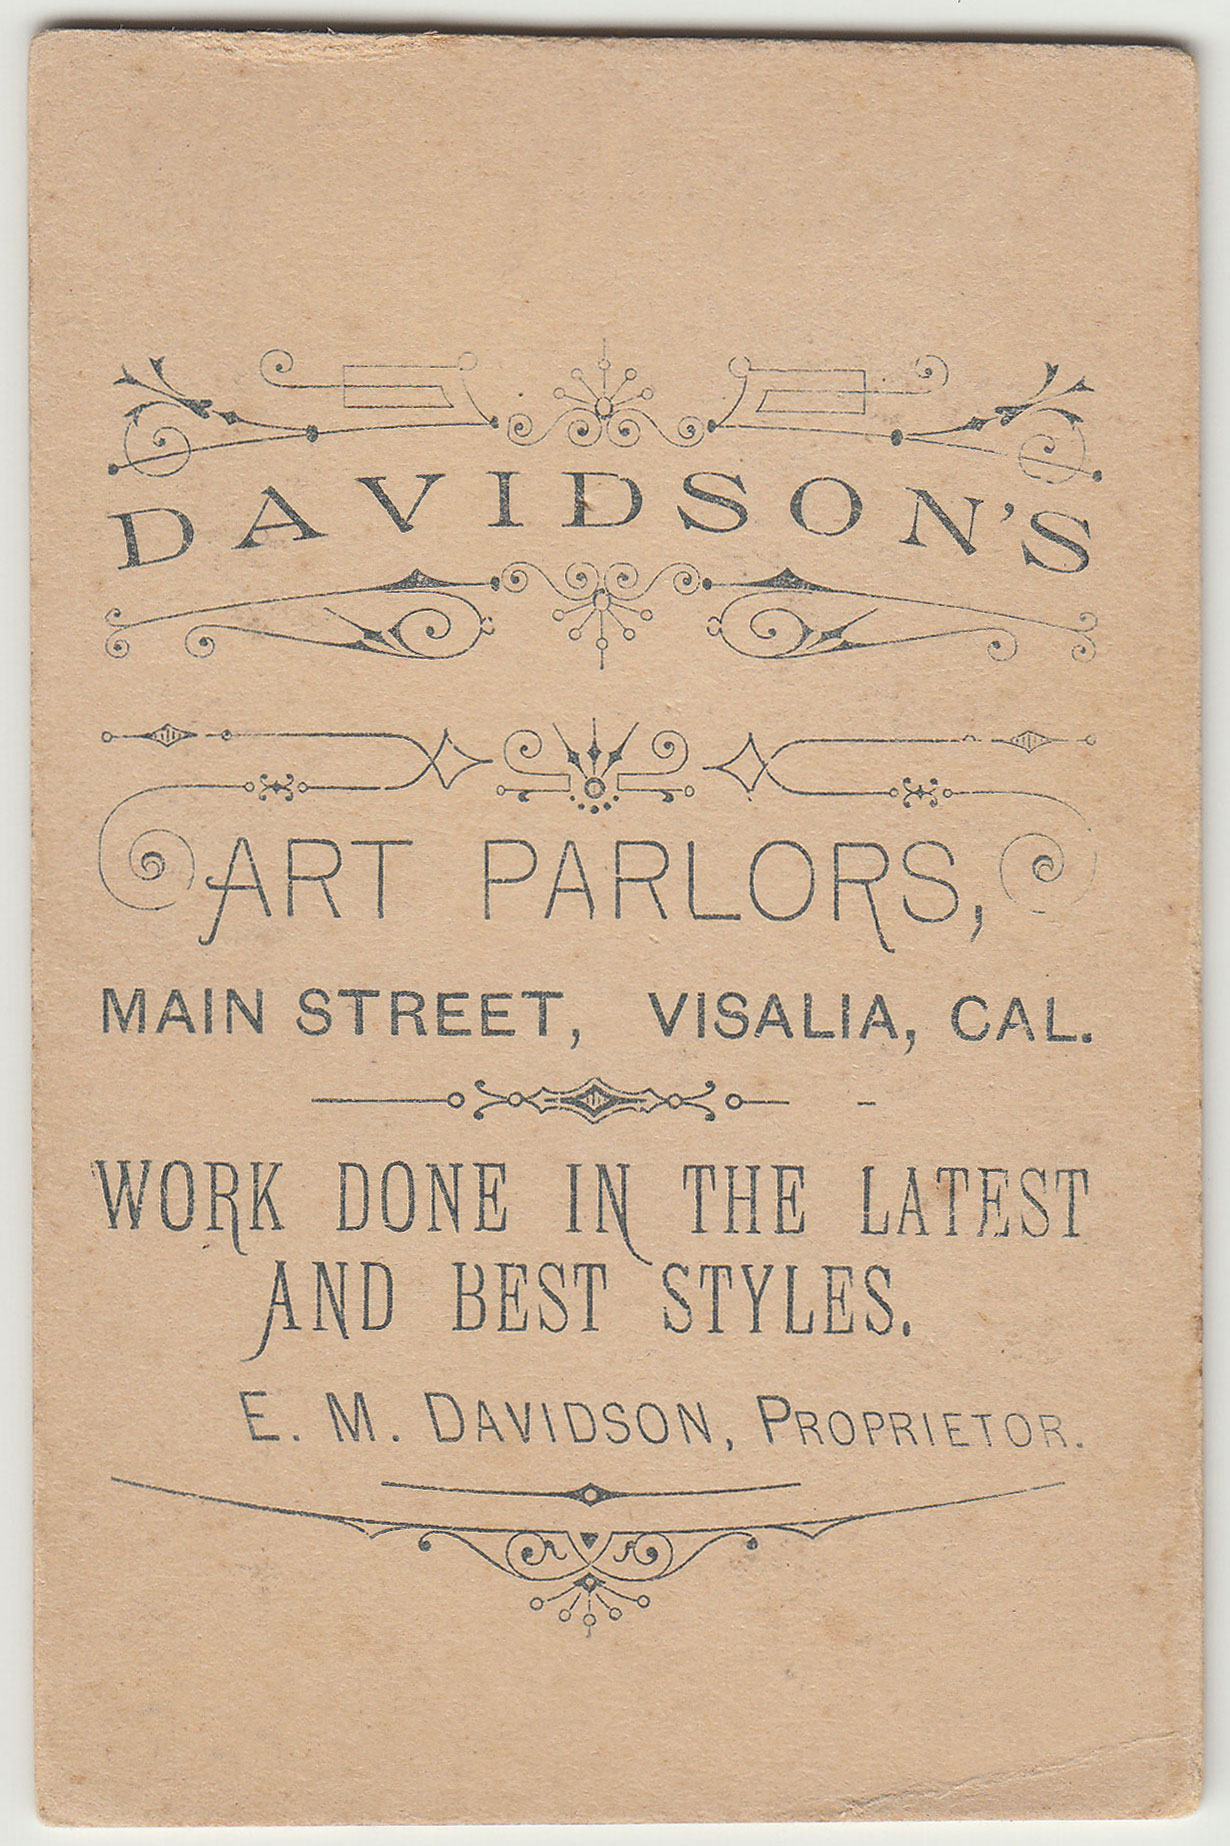 DAVIDSON'S
ART PARLORS,
MAIN STREET, VISALIA, CAL.
WORK DONE IN THE LATEST
AND BEST STYLES.
E. M. DAVIDSON, PROPRIETOR.